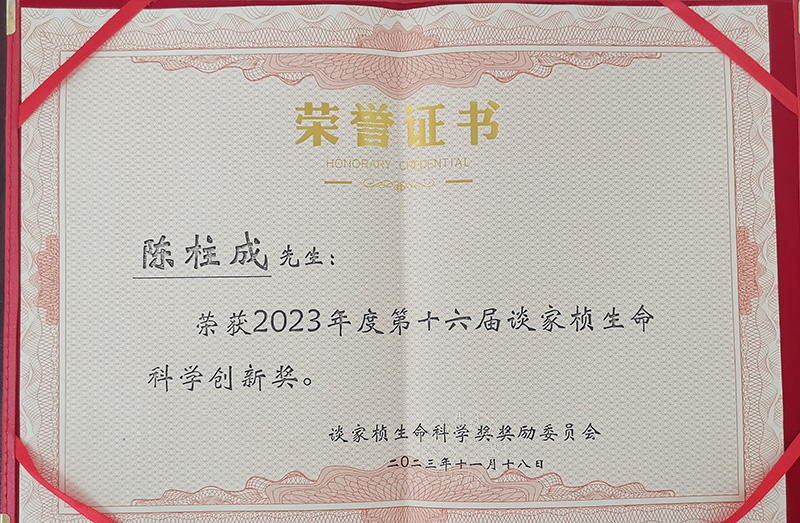 荣誉证书
HONORARY CREDENTIAL
陈柱成先生：
荣获2023年度第十六届谈家桢生命
科学创新奖。
谈家桢生命科学奖奖励委员会
二〇二三年十一月十八日